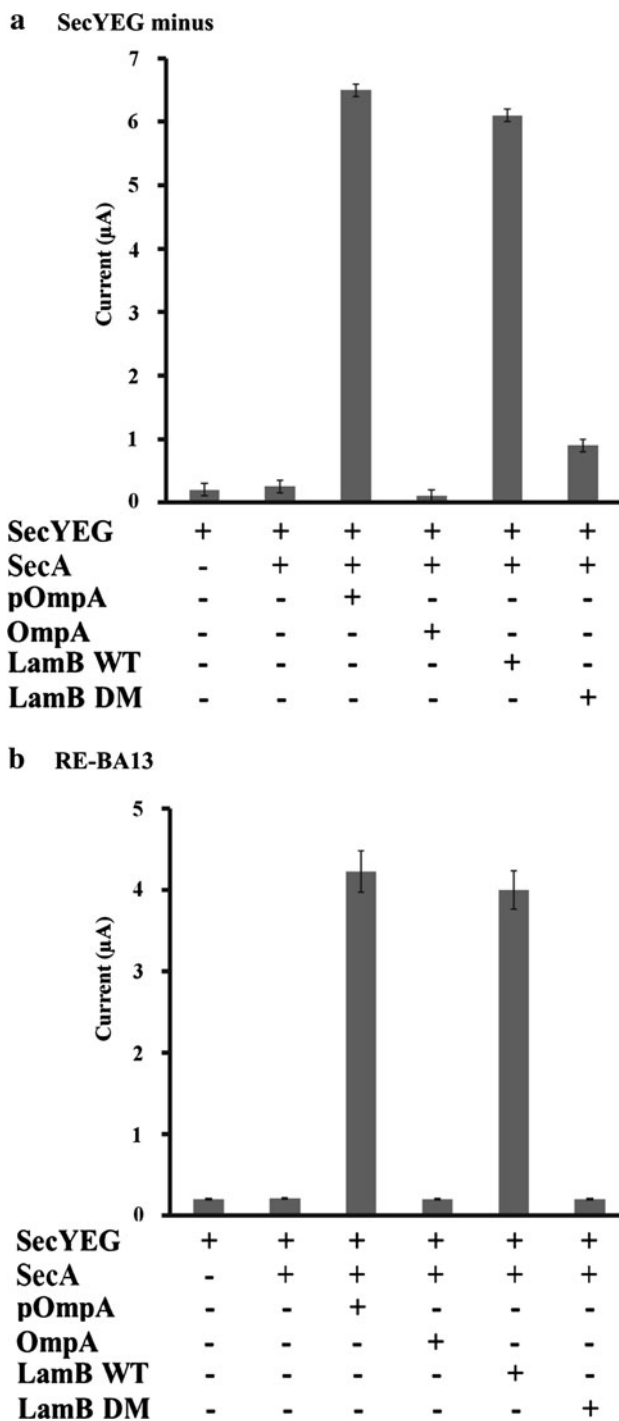 a SecYEG minus
7
6
5
4
3
2
1
0
Current (µA)
SecYEG + + + + + +
SecA - + + + + +
pOmpA - - + - - -
OmpA - - - + - -
LamB WT - - - - + -
LamB DM - - - - - +
b RE-BA13
5
4
3
2
1
0
Current (µA)
SecYEG + + + + + +
SecA - + + + + +
pOmpA - - + - - -
OmpA - - - + - -
LamB WT - - - - + -
LamB DM - - - - - +